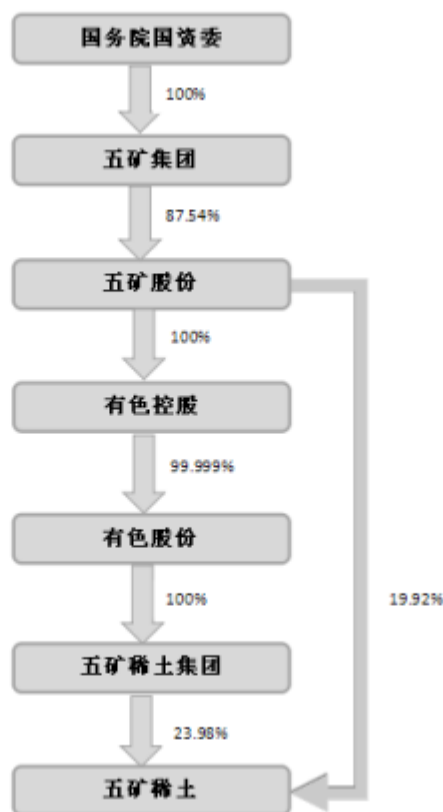 国务院国资委
100%
五矿集团
87.54%
五矿股份
100%
有色控股
99.999%
有色股份
100%
19.92%
五矿稀土集团
23.98%
五矿稀土